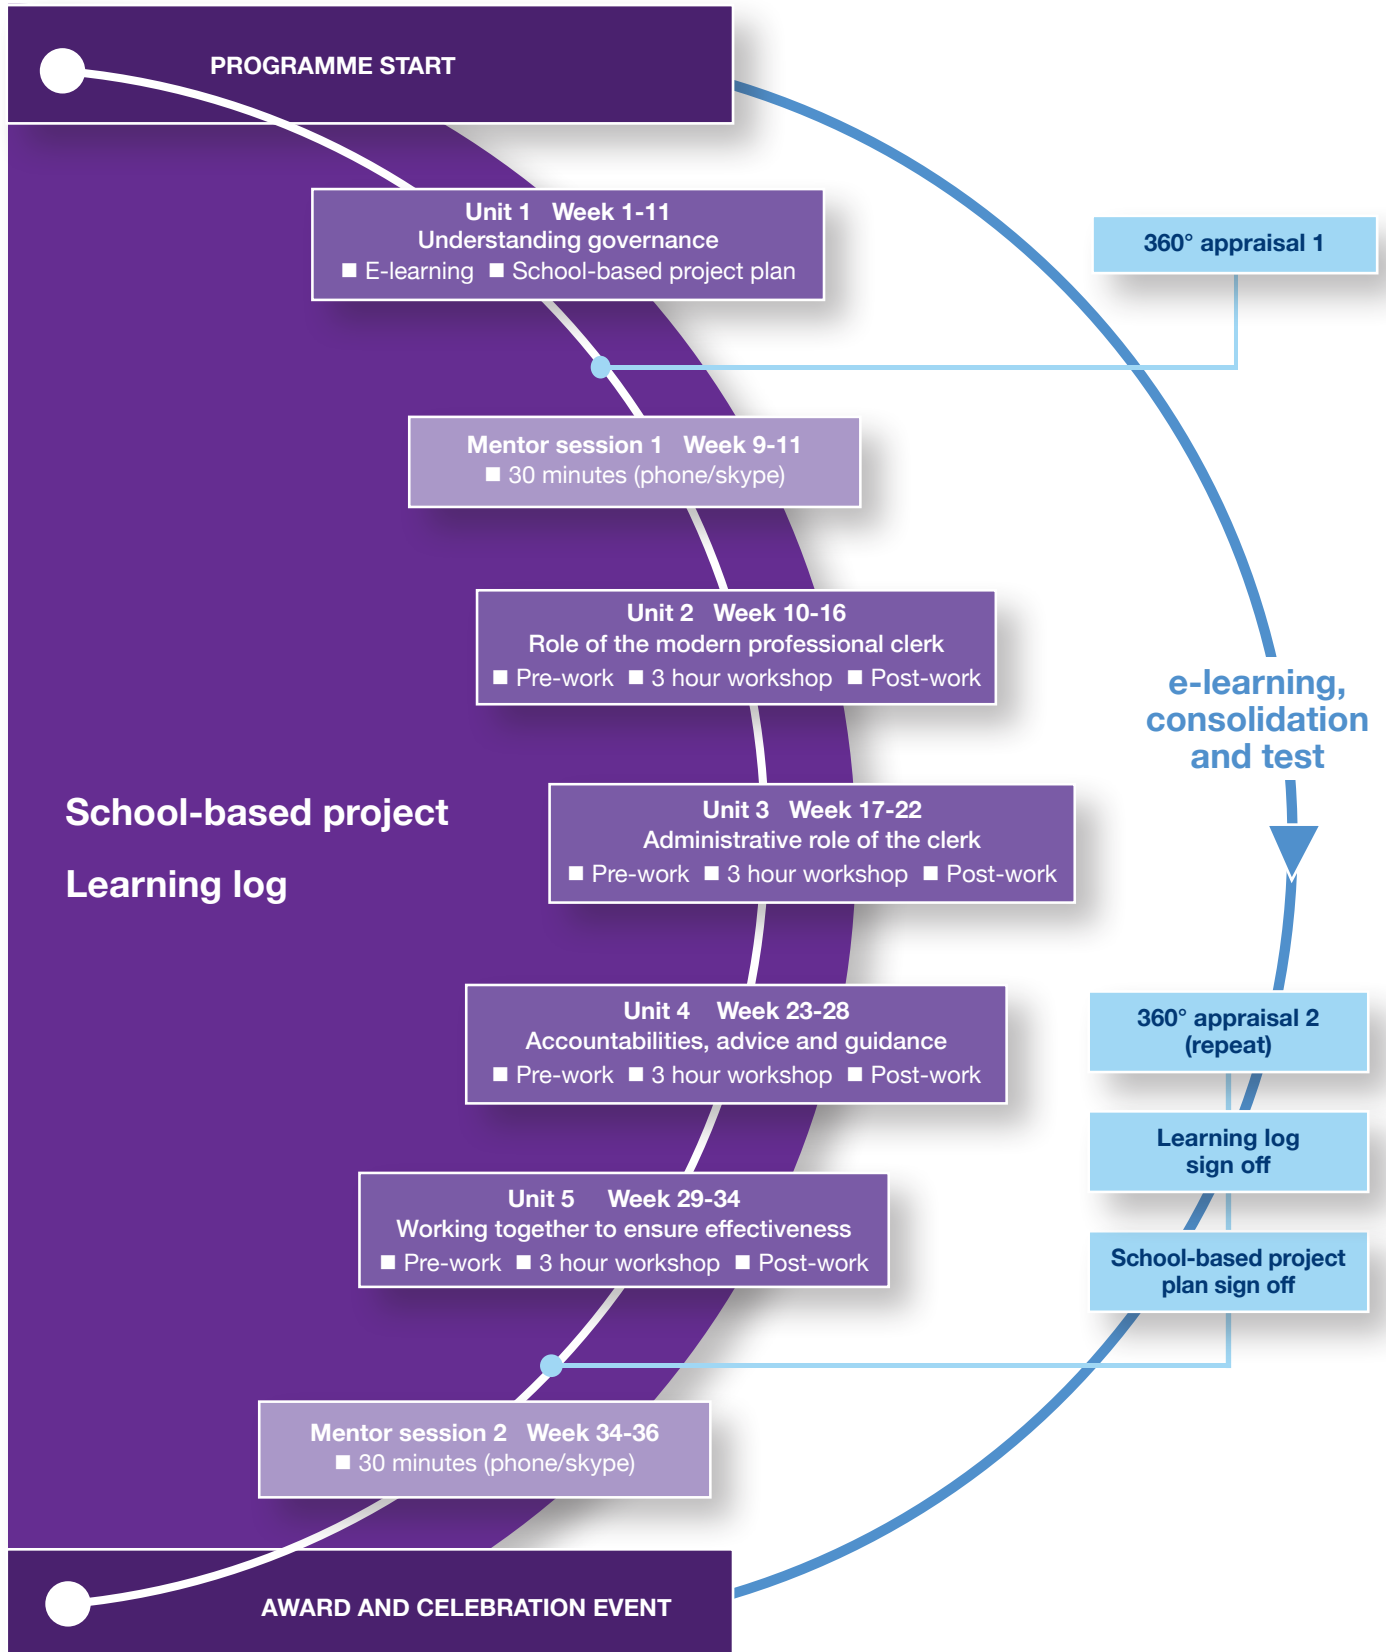 PROGRAMME START
Unit 1 Week 1-11
Understanding governance
■ E-learning ■ School-based project plan
360° appraisal 1
Mentor session 1 Week 9-11
■ 30 minutes (phone/skype)
Unit 2 Week 10-16
Role of the modern professional clerk
■ Pre-work ■ 3 hour workshop ■ Post-work
e-learning,
consolidation
and test
School-based project
Learning log
Unit 3 Week 17-22
Administrative role of the clerk
■ Pre-work ■ 3 hour workshop ■ Post-work
Unit 4 Week 23-28
Accountabilities, advice and guidance
■ Pre-work ■ 3 hour workshop ■ Post-work
360° appraisal 2
(repeat)
Learning log
sign off
Unit 5 Week 29-34
Working together to ensure effectiveness
■ Pre-work ■ 3 hour workshop ■ Post-work
School-based project
plan sign off
Mentor session 2 Week 34-36
■ 30 minutes (phone/skype)
AWARD AND CELEBRATION EVENT